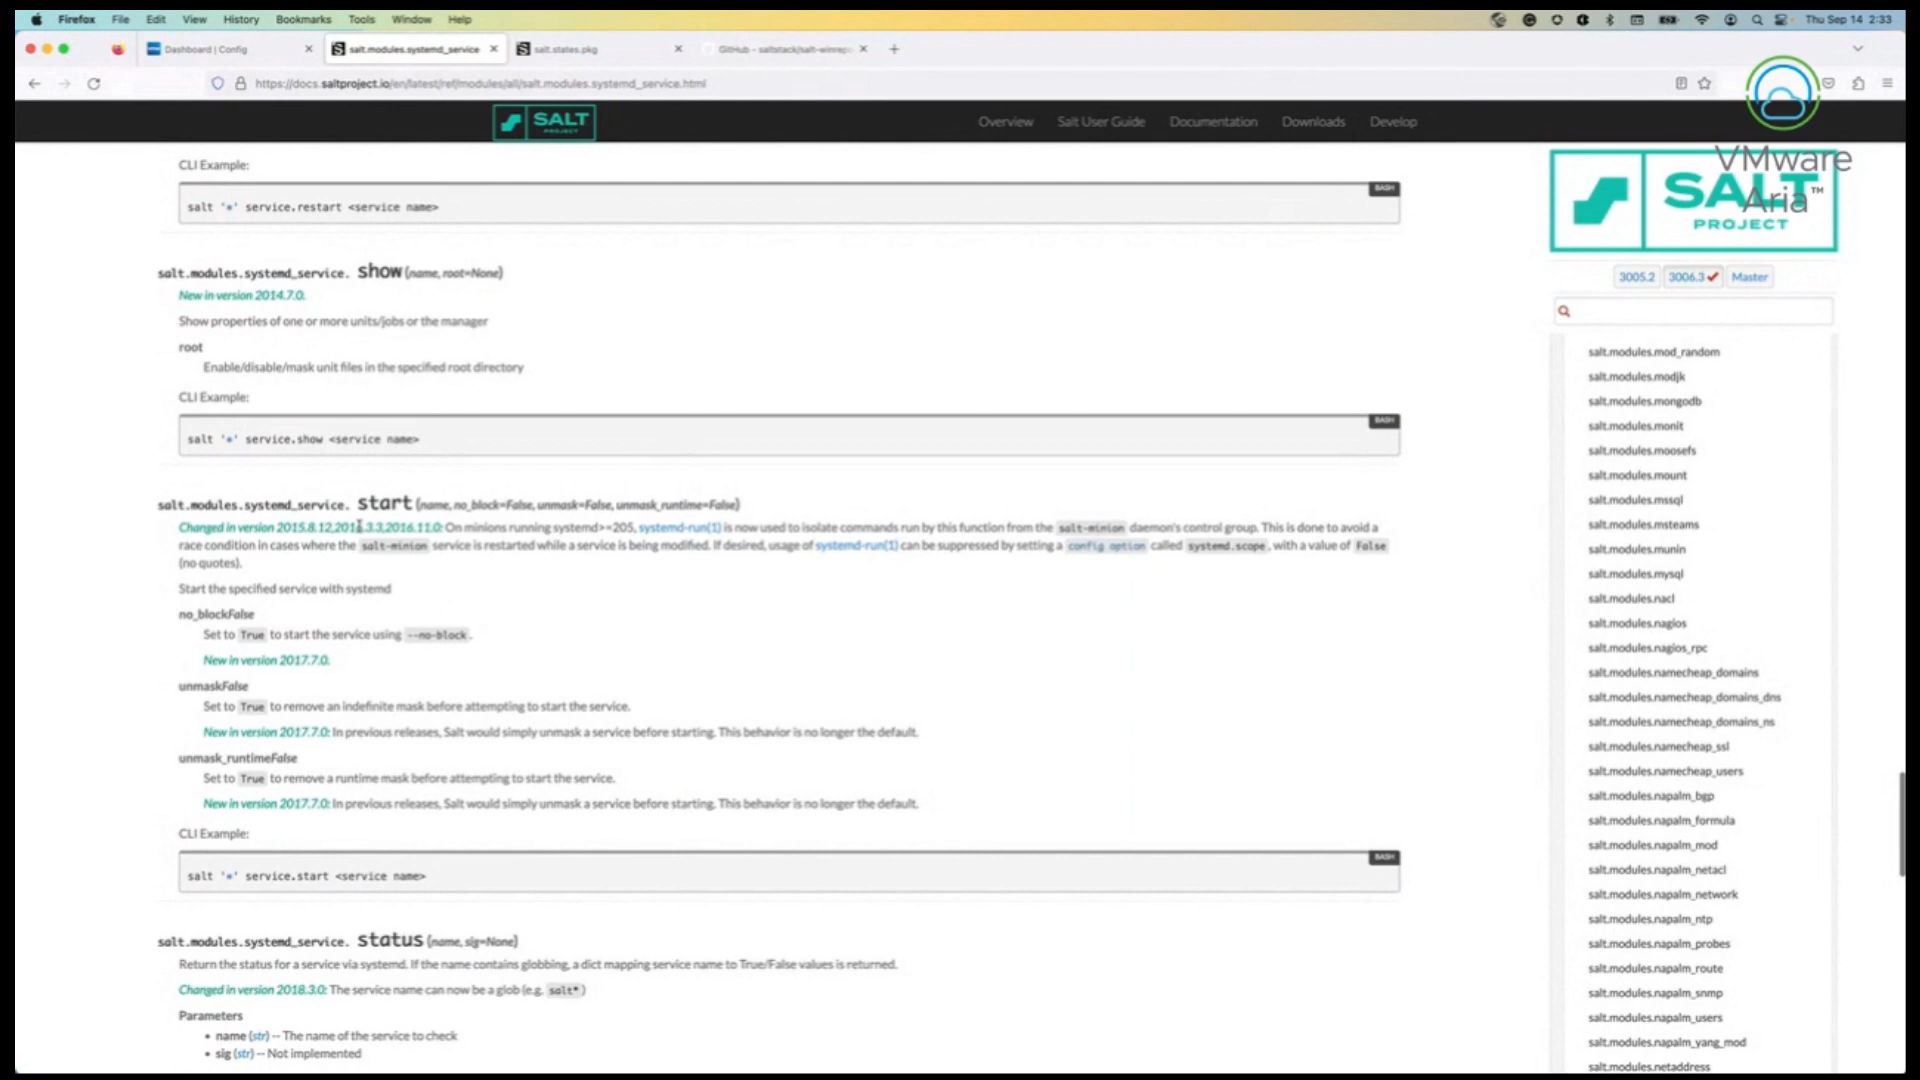 Firefox File Edit View History Bookmarks Tools Window Help Thu Sep 14 2:33
Dashboard | Config salt.modules.systemd_service salt.states.pkg GitHub - saltstack/salt-winrep
https://docs.saltproject.io/en/latest/ref/modules/all/salt.modules.systemd_service.html
SALT PROJECT Overview Salt User Guide Documentation Downloads Develop
VMware Aria™
SALT PROJECT
3005.2 3006.3 Master
CLI Example:
BASH
salt '*' service.restart <service name>
salt.modules.systemd_service. show (name, root=None)
New in version 2014.7.0.
Show properties of one or more units/jobs or the manager
root
Enable/disable/mask unit files in the specified root directory
CLI Example:
BASH
salt '*' service.show <service name>
salt.modules.systemd_service. start (name, no_block=False, unmask=False, unmask_runtime=False)
Changed in version 2015.8.12,2016.3.3,2016.11.0: On minions running systemd>=205, systemd-run(1) is now used to isolate commands run by this function from the salt-minion daemon's control group. This is done to avoid a
race condition in cases where the salt-minion service is restarted while a service is being modified. If desired, usage of systemd-run(1) can be suppressed by setting a config option called systemd.scope, with a value of False
(no quotes).
Start the specified service with systemd
no_blockFalse
Set to True to start the service using --no-block.
New in version 2017.7.0.
unmaskFalse
Set to True to remove an indefinite mask before attempting to start the service.
New in version 2017.7.0: In previous releases, Salt would simply unmask a service before starting. This behavior is no longer the default.
unmask_runtimeFalse
Set to True to remove a runtime mask before attempting to start the service.
New in version 2017.7.0: In previous releases, Salt would simply unmask a service before starting. This behavior is no longer the default.
CLI Example:
BASH
salt '*' service.start <service name>
salt.modules.systemd_service. status (name, sig=None)
Return the status for a service via systemd. If the name contains globbing, a dict mapping service name to True/False values is returned.
Changed in version 2018.3.0: The service name can now be a glob (e.g. salt*)
Parameters
• name (str) -- The name of the service to check
• sig (str) -- Not implemented
salt.modules.mod_random
salt.modules.modjk
salt.modules.mongodb
salt.modules.monit
salt.modules.moosefs
salt.modules.mount
salt.modules.mssql
salt.modules.msteams
salt.modules.munin
salt.modules.mysql
salt.modules.nacl
salt.modules.nagios
salt.modules.nagios_rpc
salt.modules.namecheap_domains
salt.modules.namecheap_domains_dns
salt.modules.namecheap_domains_ns
salt.modules.namecheap_ssl
salt.modules.namecheap_users
salt.modules.napalm_bgp
salt.modules.napalm_formula
salt.modules.napalm_mod
salt.modules.napalm_netacl
salt.modules.napalm_network
salt.modules.napalm_ntp
salt.modules.napalm_probes
salt.modules.napalm_route
salt.modules.napalm_snmp
salt.modules.napalm_users
salt.modules.napalm_yang_mod
salt.modules.netaddress